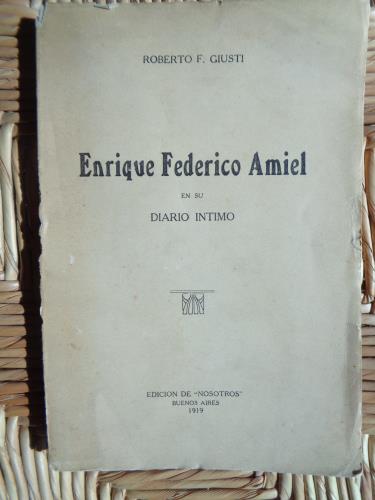 ROBERTO F. GIUSTI
Enrique Federico Amiel
EN SU
DIARIO INTIMO
EDICION DE "NOSOTROS"
BUENOS AIRES
1919